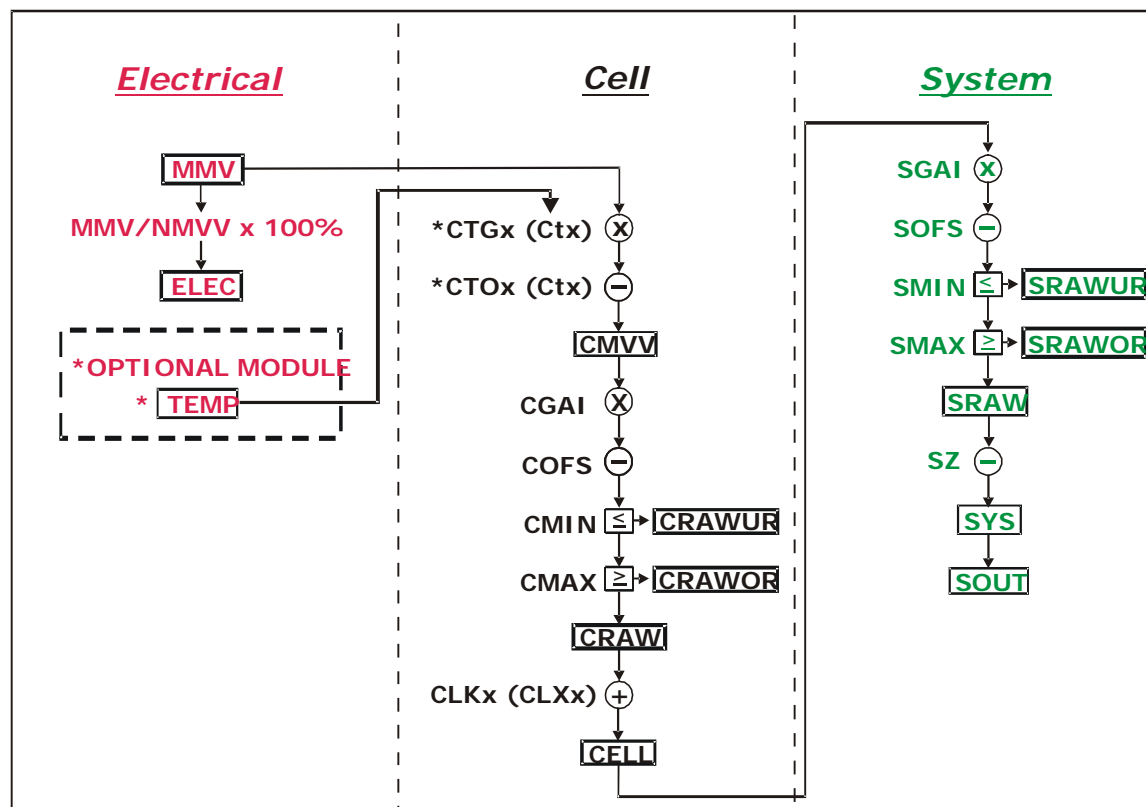 Electrical
MMV
MMV/NMVV x 100%
ELEC
*OPTIONAL MODULE
* TEMP
Cell
*CTGx (Ctx) x
*CTOx (Ctx) −
CMVV
CGAI X
COFS −
CMIN ≤ CRAWUR
CMAX ≥ CRAWOR
CRAW
CLKx (CLXx) +
CELL
System
SGAI x
SOFS −
SMIN ≤ SRAWUR
SMAX ≥ SRAWOR
SRAW
SZ −
SYS
SOUT